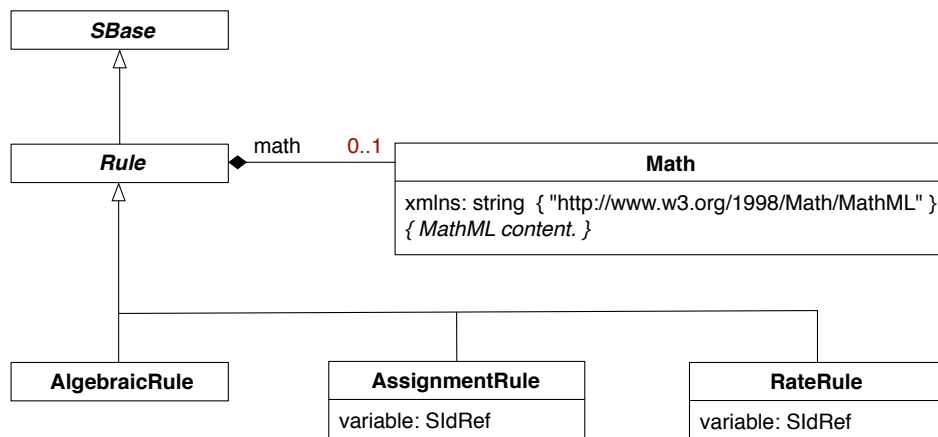 SBase
Rule
math 0..1
Math
xmlns: string { "http://www.w3.org/1998/Math/MathML" }
{ MathML content. }
AlgebraicRule
AssignmentRule
variable: SIdRef
RateRule
variable: SIdRef